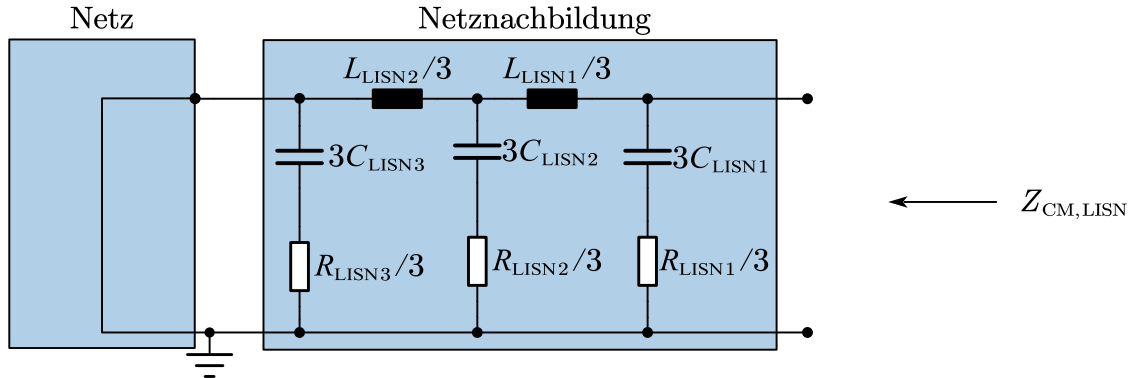 Netz
Netznachbildung
L_LISN2/3
L_LISN1/3
3C_LISN3
3C_LISN2
3C_LISN1
R_LISN3/3
R_LISN2/3
R_LISN1/3
Z_CM,LISN